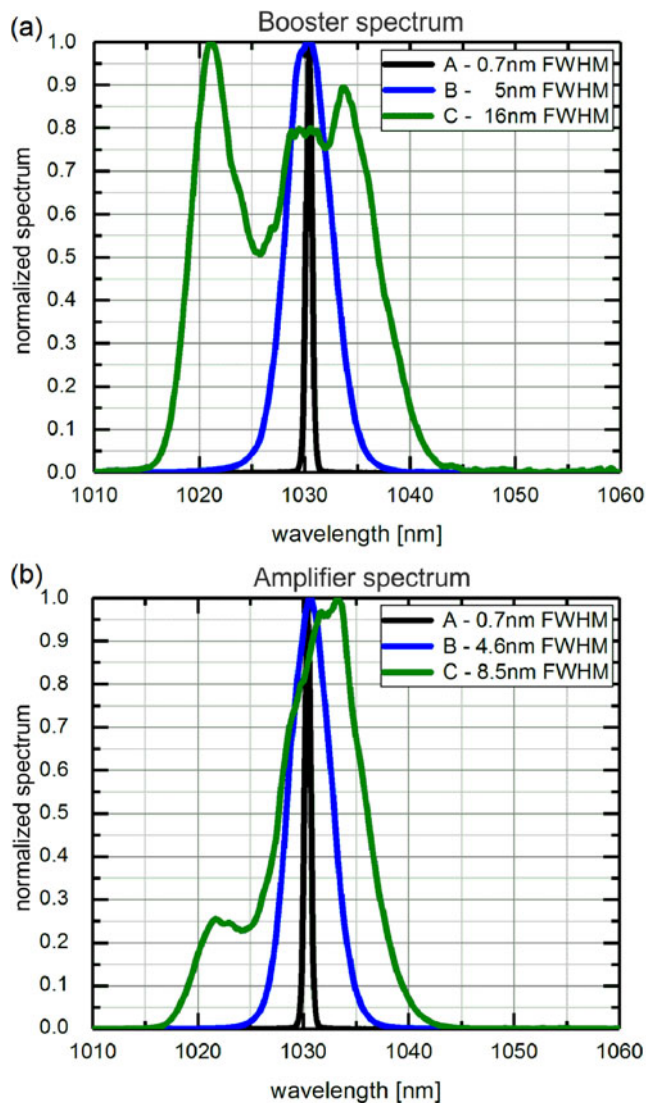 (a)
Booster spectrum
1.0
0.9
0.8
0.7
0.6
0.5
0.4
0.3
0.2
0.1
0.0
normalized spectrum
A - 0.7nm FWHM
B - 5nm FWHM
C - 16nm FWHM
1010 1020 1030 1040 1050 1060
wavelength [nm]
(b)
Amplifier spectrum
1.0
0.9
0.8
0.7
0.6
0.5
0.4
0.3
0.2
0.1
0.0
normalized spectrum
A - 0.7nm FWHM
B - 4.6nm FWHM
C - 8.5nm FWHM
1010 1020 1030 1040 1050 1060
wavelength [nm]